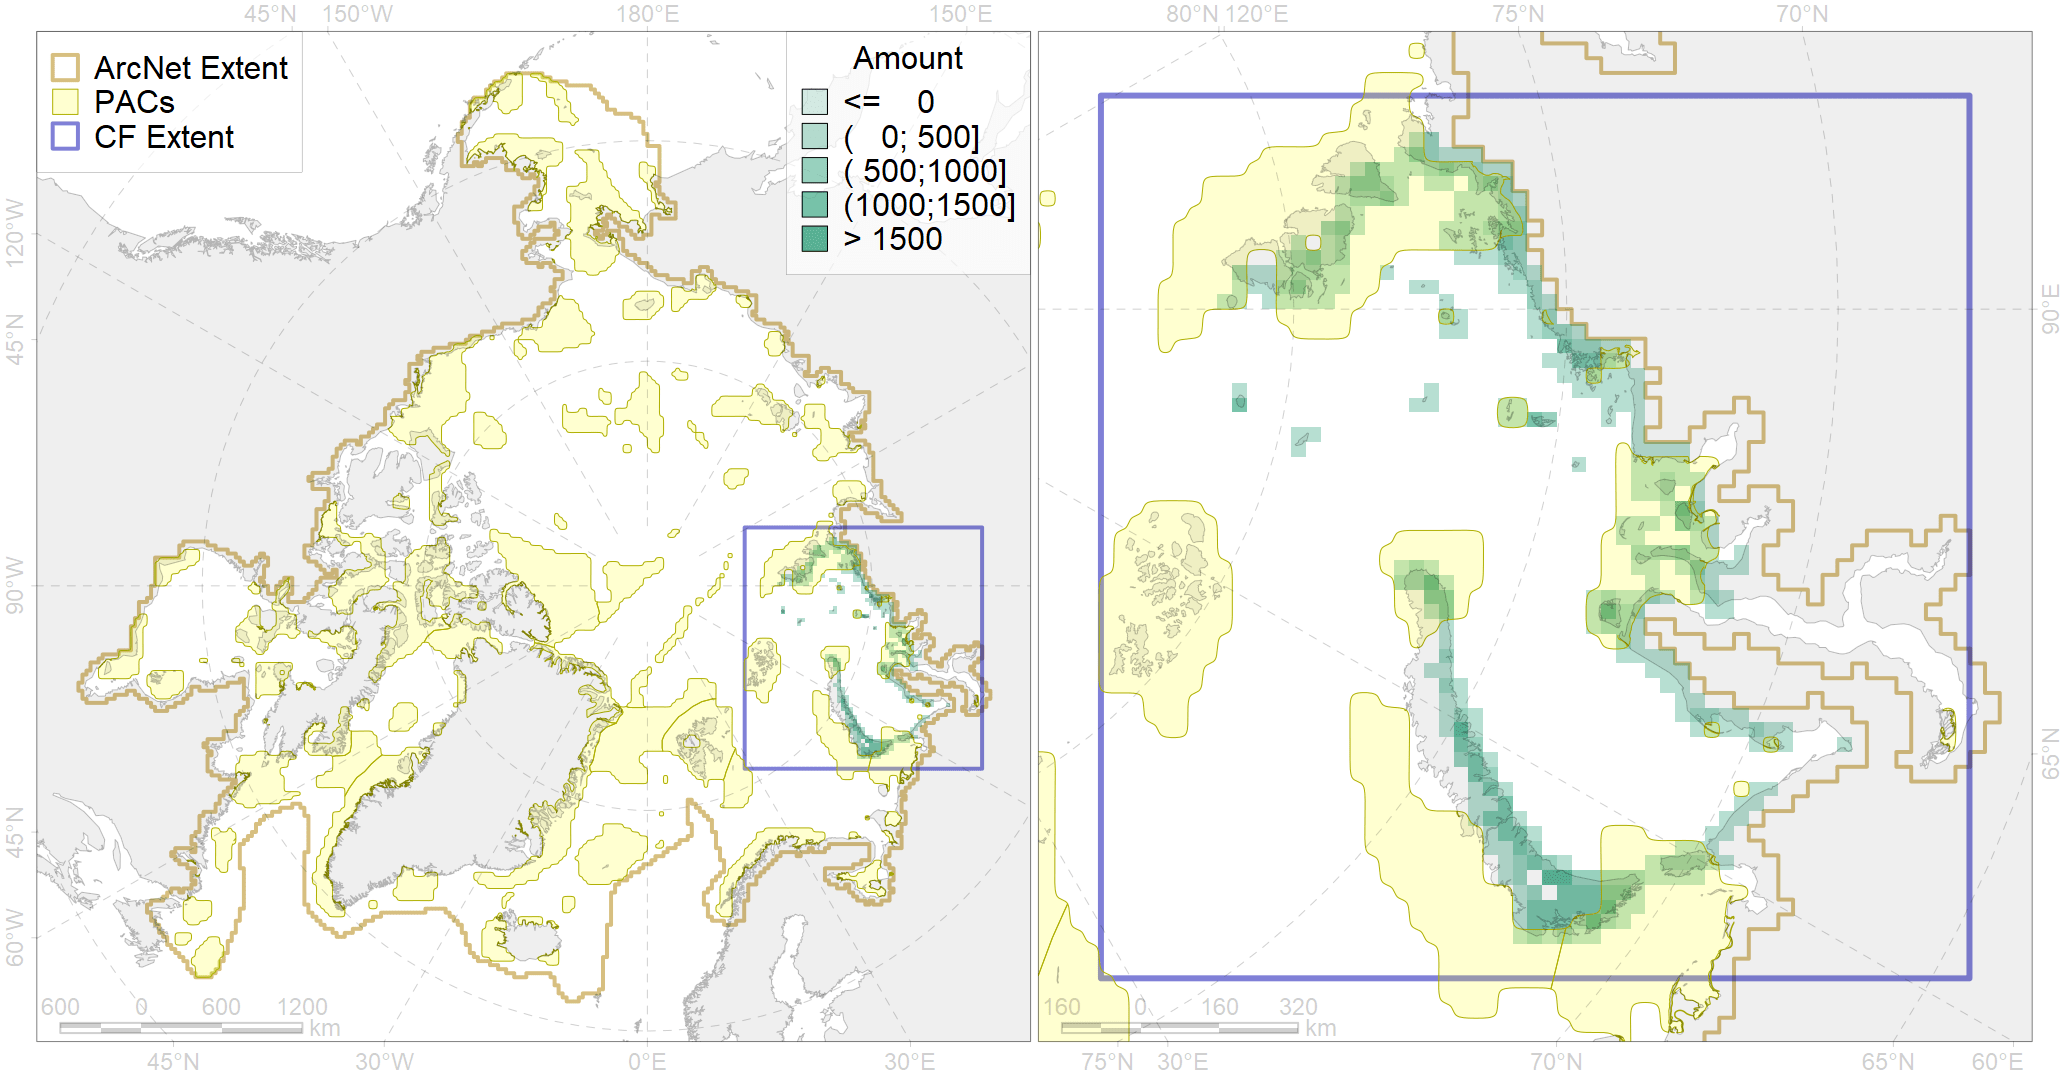 45°N 150°W 180°E 150°E 80°N 120°E 75°N 70°N
ArcNet Extent
PACs
CF Extent
Amount
<= 0
( 0; 500]
( 500;1000]
(1000;1500]
> 1500
120°W
45°N
90°W
45°N
60°W
90°E
65°N
600 0 600 1200
km
160 0 160 320
km
45°N 30°W 0°E 30°E 75°N 30°E 70°N 65°N 60°E